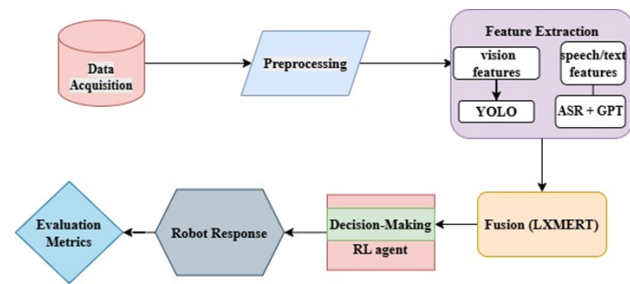 Data
Acquisition
Preprocessing
Feature Extraction
vision
features
YOLO
speech/text
features
ASR + GPT
Fusion (LXMERT)
Decision-Making
RL agent
Robot Response
Evaluation
Metrics